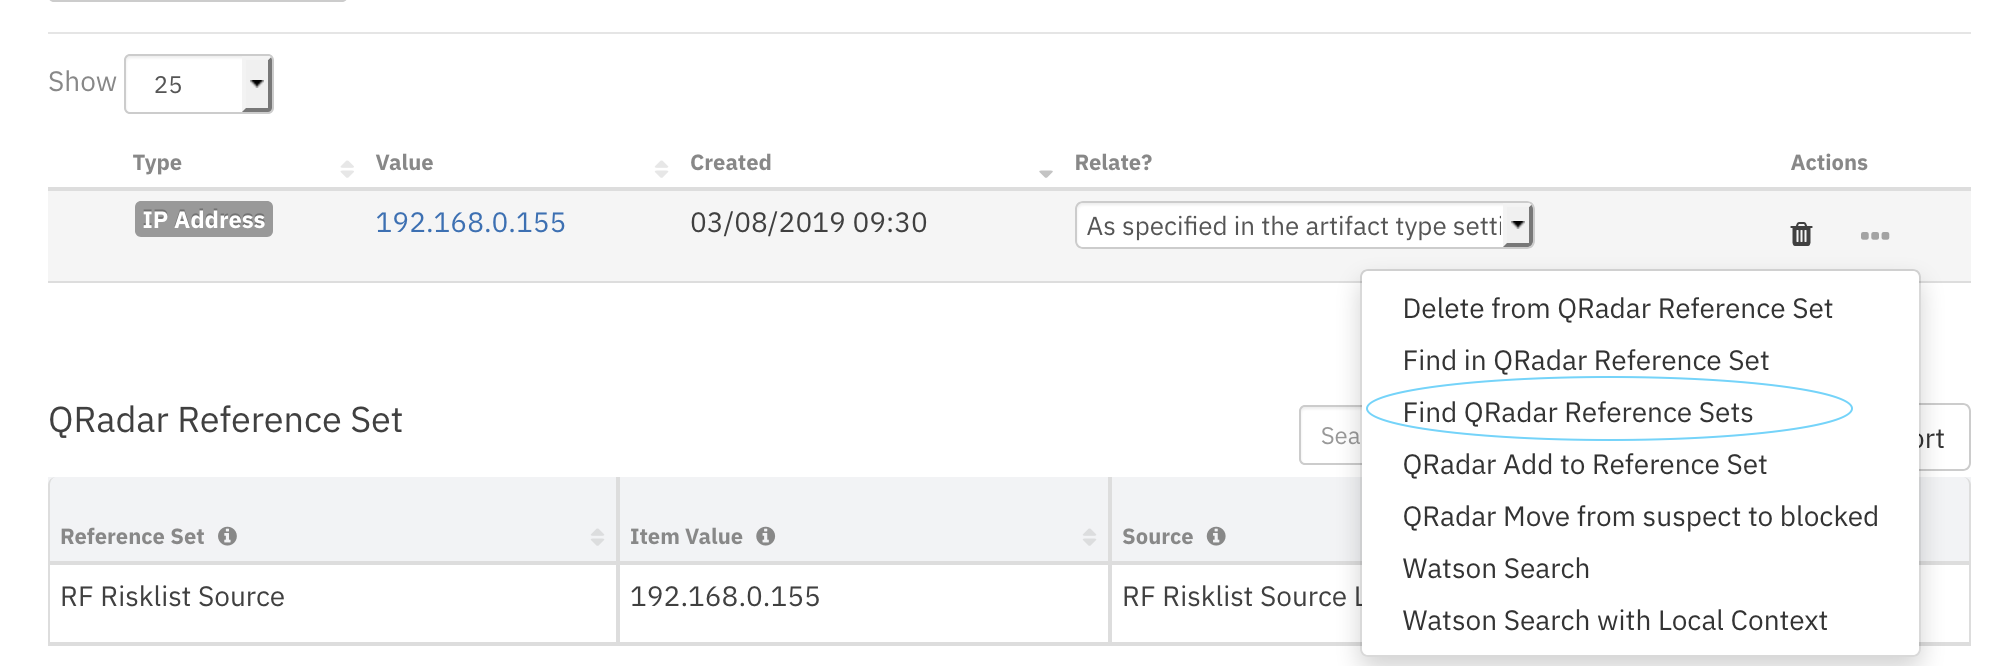 Show 25
Type Value Created Relate? Actions
IP Address 192.168.0.155 03/08/2019 09:30 As specified in the artifact type setti
Delete from QRadar Reference Set
Find in QRadar Reference Set
Find QRadar Reference Sets
QRadar Add to Reference Set
QRadar Move from suspect to blocked
Watson Search
Watson Search with Local Context
QRadar Reference Set
Reference Set Item Value Source
RF Risklist Source 192.168.0.155 RF Risklist Source